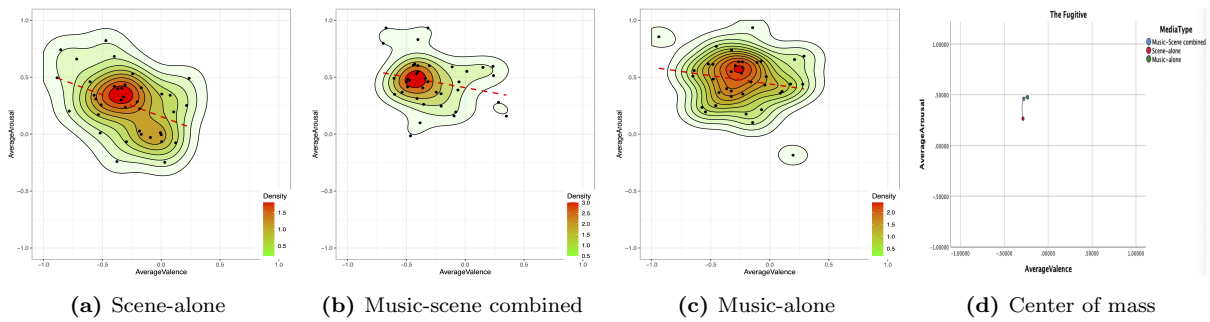 1.0
0.5
0.0
−0.5
−1.0
AverageArousal
−1.0 −0.5 0.0 0.5 1.0
AverageValence
Density
1.5
1.0
0.5
(a) Scene-alone
1.0
0.5
0.0
−0.5
−1.0
AverageArousal
−1.0 −0.5 0.0 0.5 1.0
AverageValence
Density
3.0
2.5
2.0
1.5
1.0
0.5
(b) Music-scene combined
1.0
0.5
0.0
−0.5
−1.0
AverageArousal
−1.0 −0.5 0.0 0.5 1.0
AverageValence
Density
2.0
1.5
1.0
0.5
(c) Music-alone
The Fugitive
MediaType
Music-Scene combined
Scene-alone
Music-alone
1.00000
.50000
.00000
-.50000
-1.00000
AverageArousal
-1.00000 -.50000 .00000 .50000 1.00000
AverageValence
(d) Center of mass